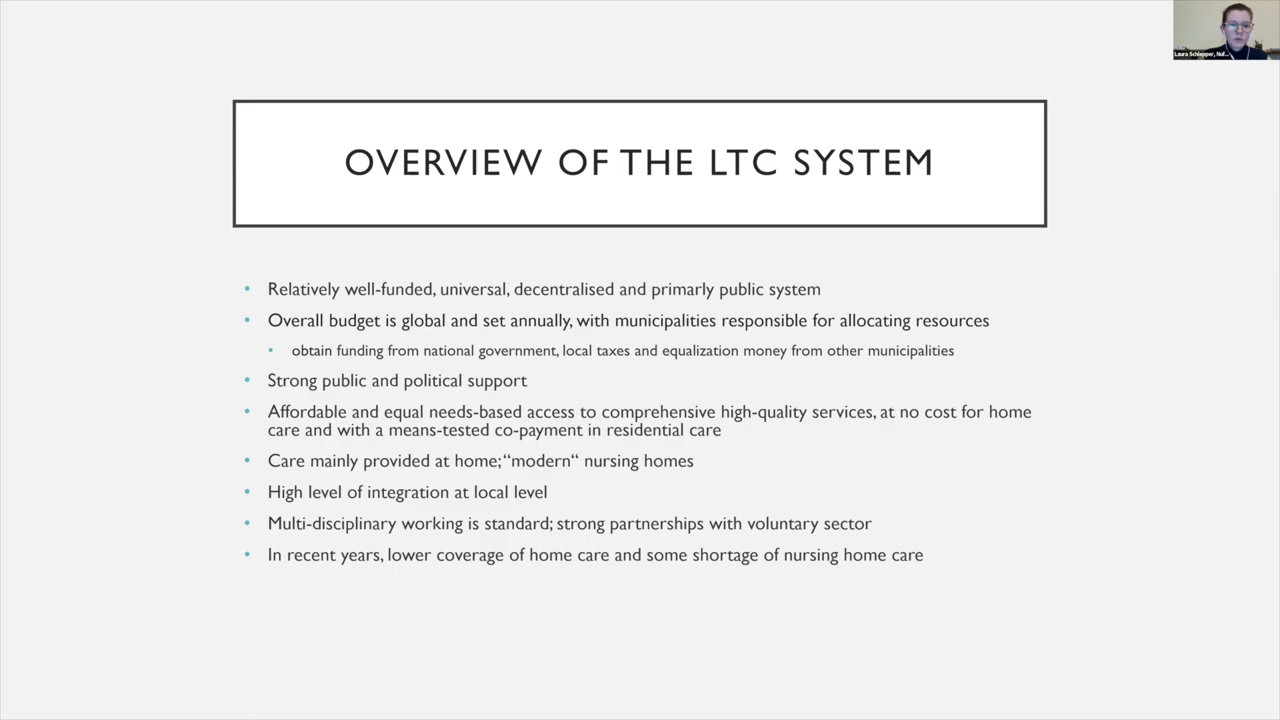 Laura Schlepper, Nuf...
OVERVIEW OF THE LTC SYSTEM
• Relatively well-funded, universal, decentralised and primarly public system
• Overall budget is global and set annually, with municipalities responsible for allocating resources
• obtain funding from national government, local taxes and equalization money from other municipalities
• Strong public and political support
• Affordable and equal needs-based access to comprehensive high-quality services, at no cost for home
care and with a means-tested co-payment in residential care
• Care mainly provided at home; “modern“ nursing homes
• High level of integration at local level
• Multi-disciplinary working is standard; strong partnerships with voluntary sector
• In recent years, lower coverage of home care and some shortage of nursing home care